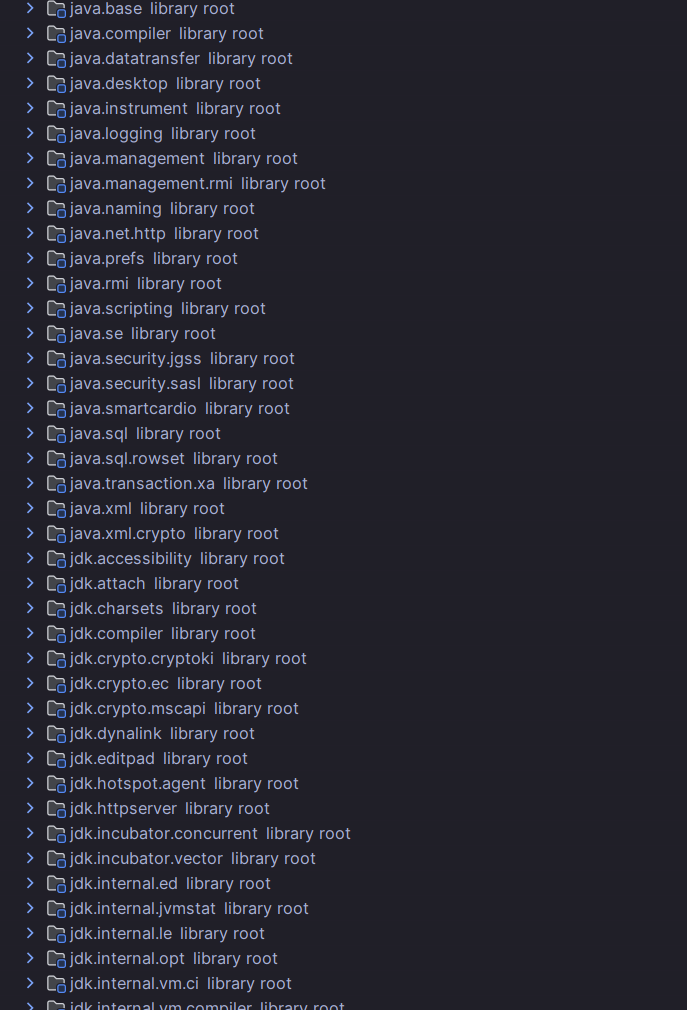 java.base library root
java.compiler library root
java.datatransfer library root
java.desktop library root
java.instrument library root
java.logging library root
java.management library root
java.management.rmi library root
java.naming library root
java.net.http library root
java.prefs library root
java.rmi library root
java.scripting library root
java.se library root
java.security.jgss library root
java.security.sasl library root
java.smartcardio library root
java.sql library root
java.sql.rowset library root
java.transaction.xa library root
java.xml library root
java.xml.crypto library root
jdk.accessibility library root
jdk.attach library root
jdk.charsets library root
jdk.compiler library root
jdk.crypto.cryptoki library root
jdk.crypto.ec library root
jdk.crypto.mscapi library root
jdk.dynalink library root
jdk.editpad library root
jdk.hotspot.agent library root
jdk.httpserver library root
jdk.incubator.concurrent library root
jdk.incubator.vector library root
jdk.internal.ed library root
jdk.internal.jvmstat library root
jdk.internal.le library root
jdk.internal.opt library root
jdk.internal.vm.ci library root
jdk.internal.vm.compiler library root